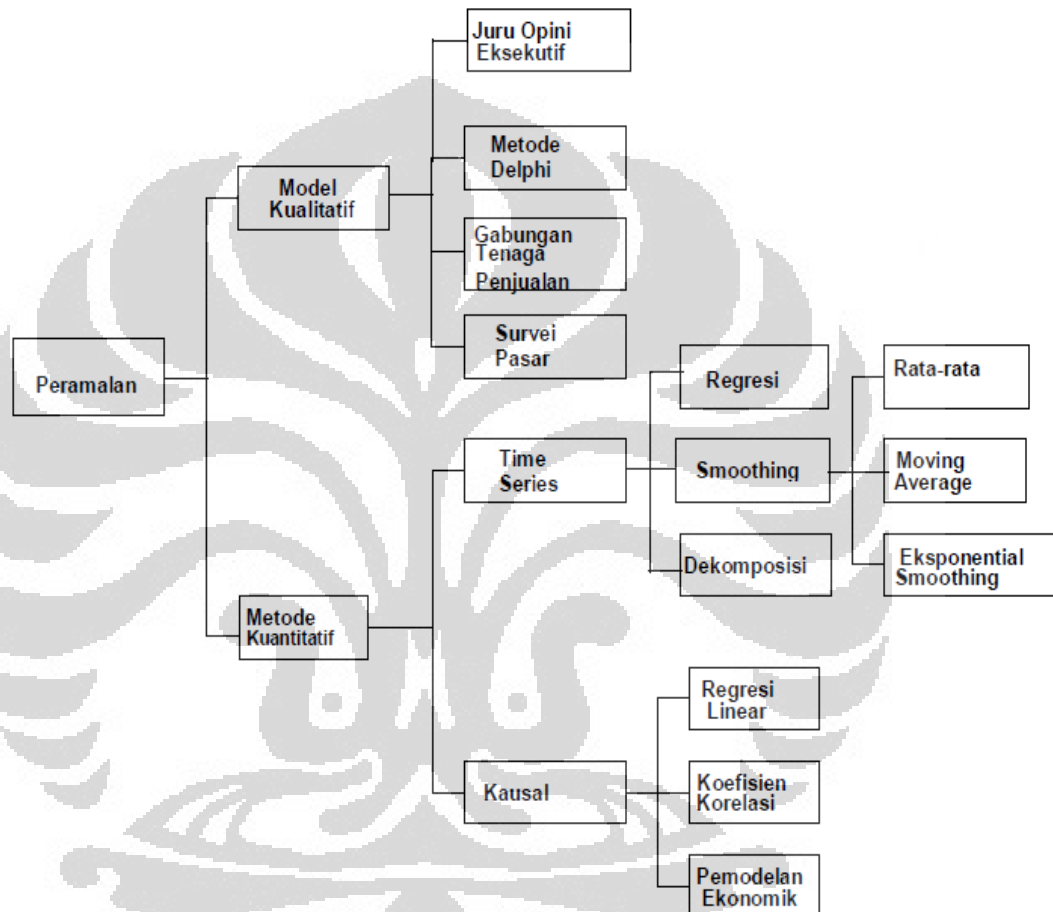 Juru Opini
Eksekutif
Metode
Delphi
Model
Kualitatif
Gabungan
Tenaga
Penjualan
Survei
Pasar
Peramalan
Regresi
Rata-rata
Time
Series
Smoothing
Moving
Average
Dekomposisi
Eksponential
Smoothing
Metode
Kuantitatif
Regresi
Linear
Kausal
Koefisien
Korelasi
Pemodelan
Ekonomik